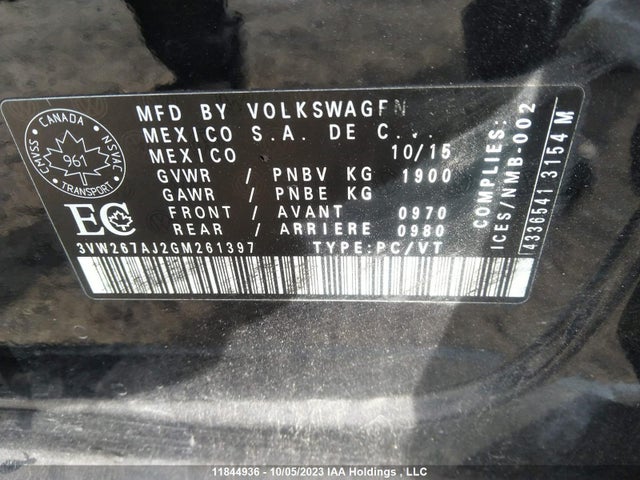 MFD BY VOLKSWAGEN
MEXICO S.A. DE C.V.
MEXICO 10/15
GVWR / PNBV KG 1900
GAWR / PNBE KG
FRONT / AVANT 0970
REAR / ARRIERE 0980
3VW267AJ2GM261397 TYPE:PC/VT
CANADA
CMVSS
961
NSVAC
TRANSPORT
EC
COMPLIES:
ICES/NMB-002
4336541 3154 M
11844936 - 10/05/2023 IAA Holdings , LLC